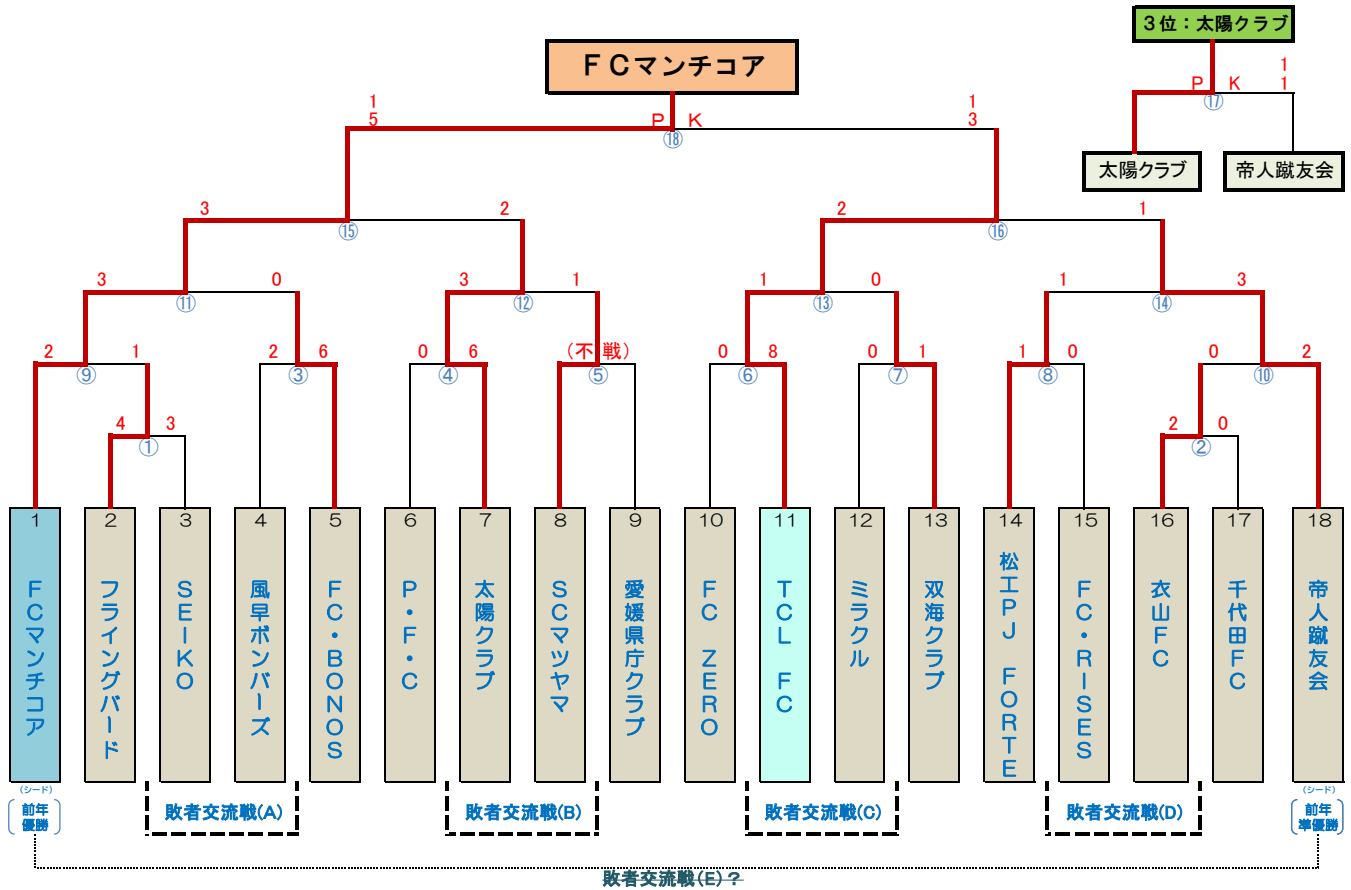 3位：太陽クラブ
FCマンチコア
1
1
1
1
5
PK
3
PK
⑰
⑱
太陽クラブ
帝人蹴友会
3
2
2
1
⑮
⑯
3
0
3
1
1
0
1
3
⑪
⑫
⑬
⑭
2
1
2
6
0
6
(不戦)
0
8
0
1
1
0
0
2
⑨
③
④
⑤
⑥
⑦
⑧
⑩
4
3
2
0
①
②
1
2
3
4
5
6
7
8
9
10
11
12
13
14
15
16
17
18
FCマンチコア
フライングバード
SEIKO
風早ボンバーズ
FC・BONOS
P・F・C
太陽クラブ
SCマツヤマ
愛媛県庁クラブ
FC ZERO
TCL FC
ミラクル
双海クラブ
松工PJ FORTE
FC・RISES
衣山FC
千代田FC
帝人蹴友会
(シード)
前年
優勝
敗者交流戦(A)
敗者交流戦(B)
敗者交流戦(C)
敗者交流戦(D)
(シード)
前年
準優勝
敗者交流戦(E)？